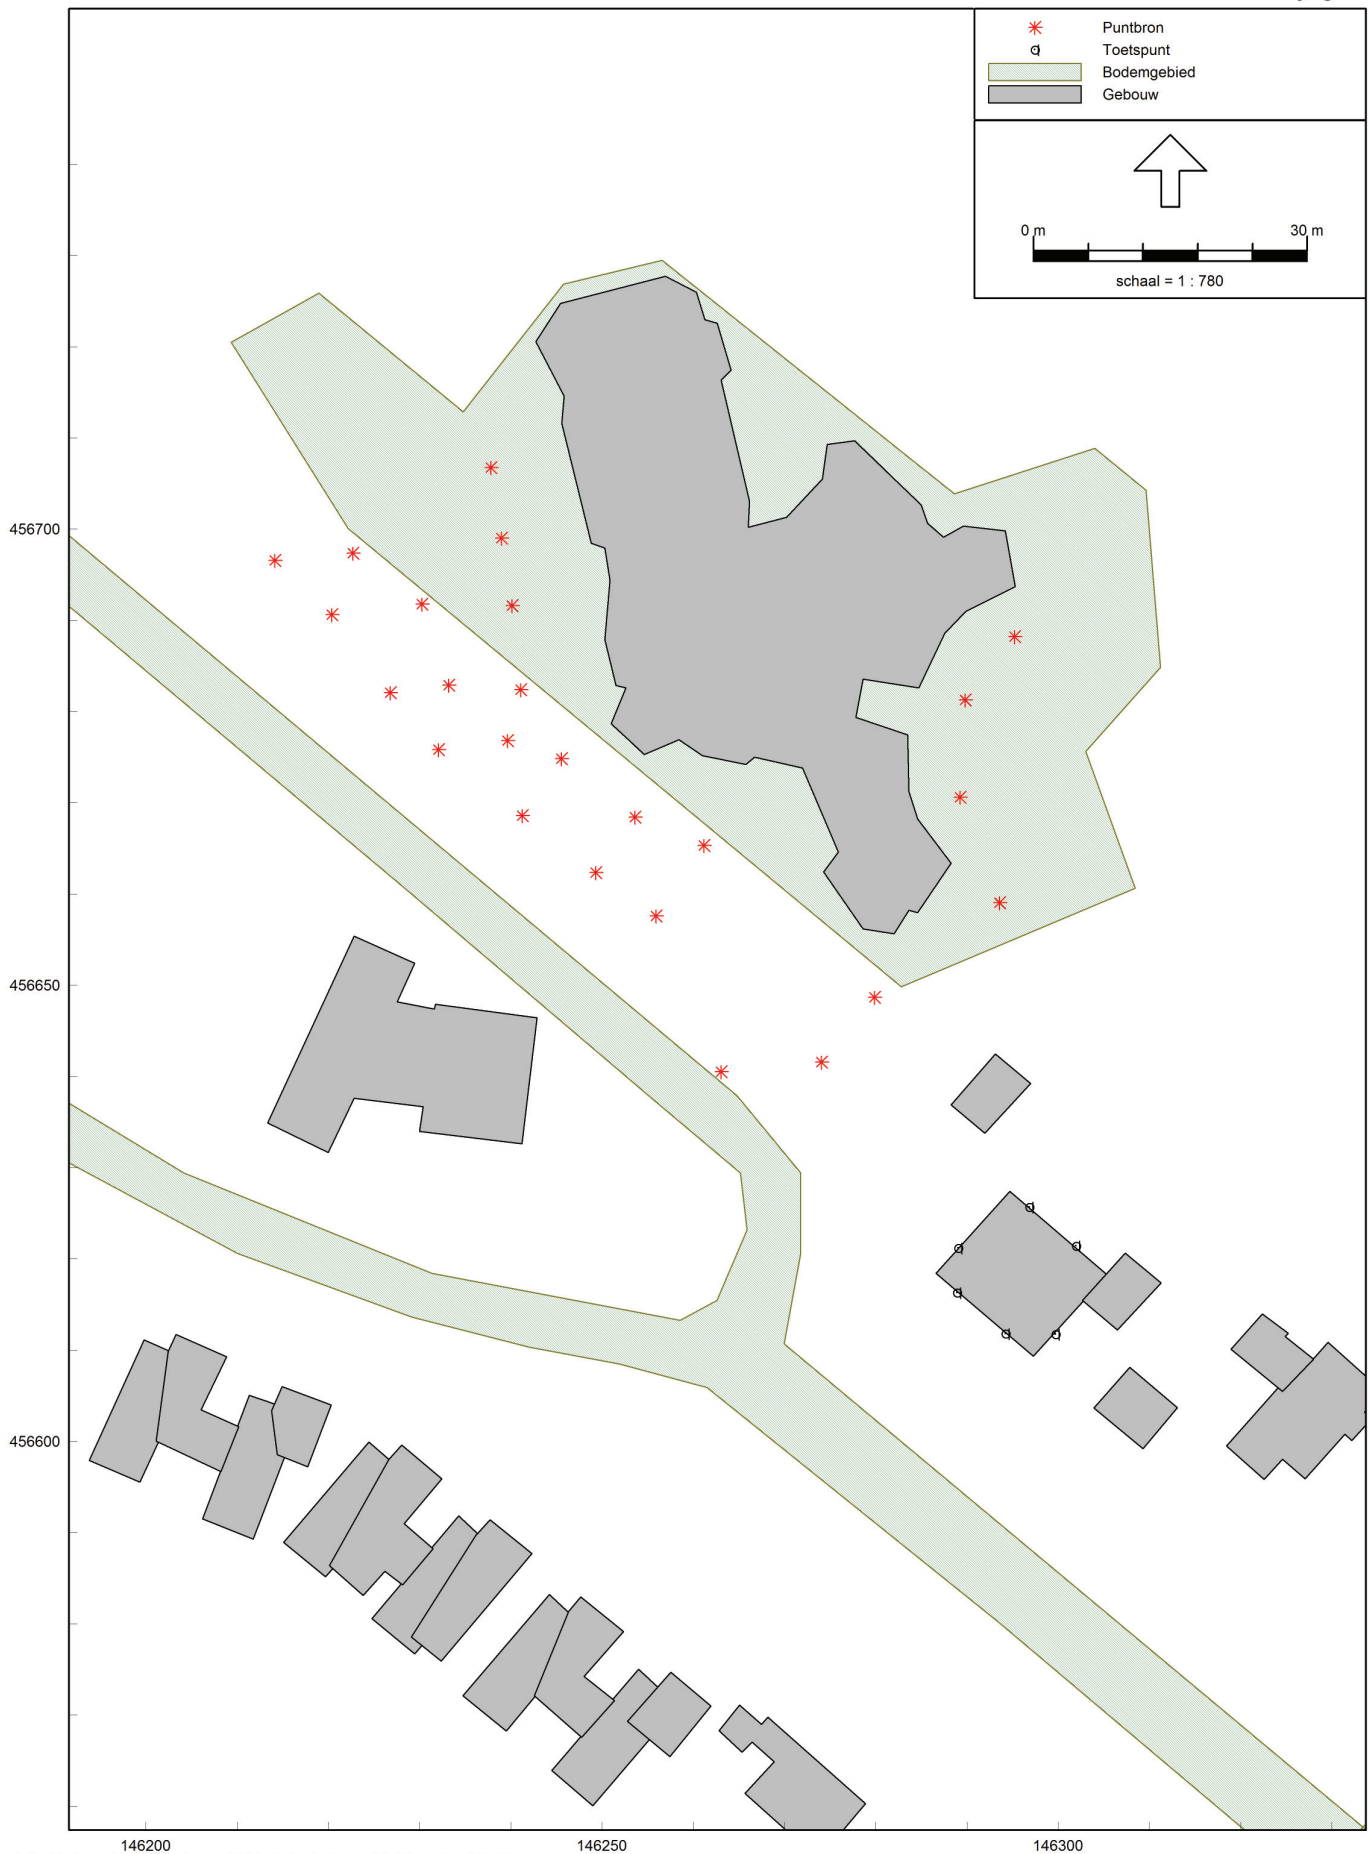 Puntbron
Toetspunt
Bodemgebied
Gebouw
0 m 30 m
schaal = 1 : 780
456700
456650
456600
146200 146250 146300